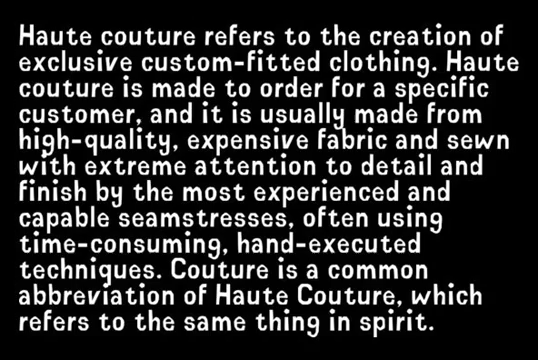 Haute couture refers to the creation of
exclusive custom-fitted clothing. Haute
couture is made to order for a specific
customer, and it is usually made from
high-quality, expensive fabric and sewn
with extreme attention to detail and
finish by the most experienced and
capable seamstresses, often using
time-consuming, hand-executed
techniques. Couture is a common
abbreviation of Haute Couture, which
refers to the same thing in spirit.